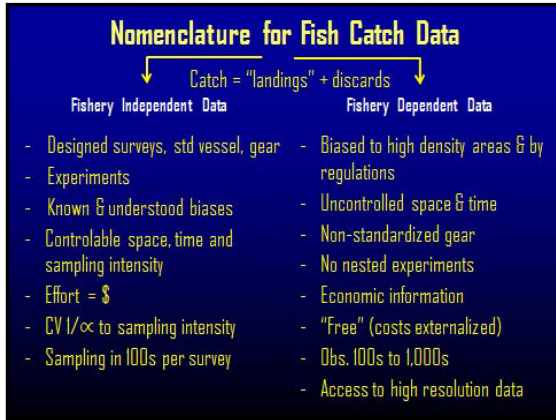 Nomenclature for Fish Catch Data
Catch = "landings" + discards
Fishery Independent Data
- Designed surveys, std vessel, gear
- Experiments
- Known & understood biases
- Controlable space, time and
sampling intensity
- Effort = $
- CV 1/∝ to sampling intensity
- Sampling in 100s per survey
Fishery Dependent Data
- Biased to high density areas & by
regulations
- Uncontrolled space & time
- Non-standardized gear
- No nested experiments
- Economic information
- "Free" (costs externalized)
- Obs. 100s to 1,000s
- Access to high resolution data